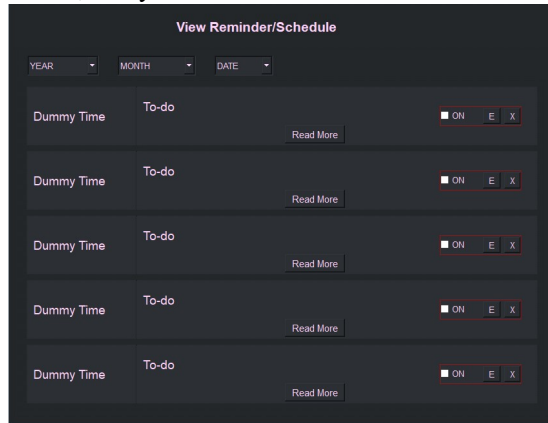 View Reminder/Schedule
YEAR MONTH DATE
Dummy Time To-do ON E X
Read More
Dummy Time To-do ON E X
Read More
Dummy Time To-do ON E X
Read More
Dummy Time To-do ON E X
Read More
Dummy Time To-do ON E X
Read More